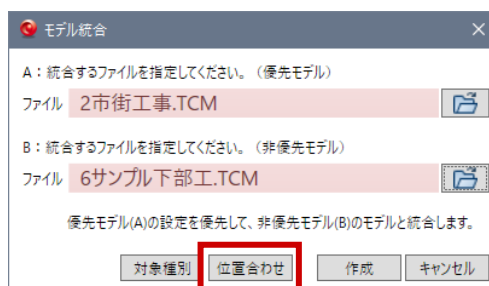 モデル統合
A：統合するファイルを指定してください。（優先モデル）
ファイル 2市街工事.TCM
B：統合するファイルを指定してください。（非優先モデル）
ファイル 6サンプル下部工.TCM
優先モデル(A)の設定を優先して、非優先モデル(B)のモデルと統合します。
対象種別 位置合わせ 作成 キャンセル